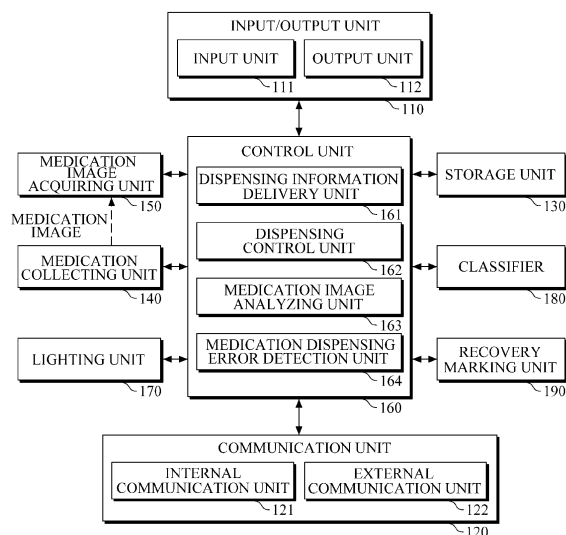 INPUT/OUTPUT UNIT
INPUT UNIT
111
OUTPUT UNIT
112
110
CONTROL UNIT
DISPENSING INFORMATION
DELIVERY UNIT
161
DISPENSING
CONTROL UNIT
162
MEDICATION IMAGE
ANALYZING UNIT
163
MEDICATION DISPENSING
ERROR DETECTION UNIT
164
160
MEDICATION
IMAGE
ACQUIRING UNIT
150
MEDICATION
IMAGE
MEDICATION
COLLECTING UNIT
140
LIGHTING UNIT
170
STORAGE UNIT
130
CLASSIFIER
180
RECOVERY
MARKING UNIT
190
COMMUNICATION UNIT
INTERNAL
COMMUNICATION UNIT
121
EXTERNAL
COMMUNICATION UNIT
122
120